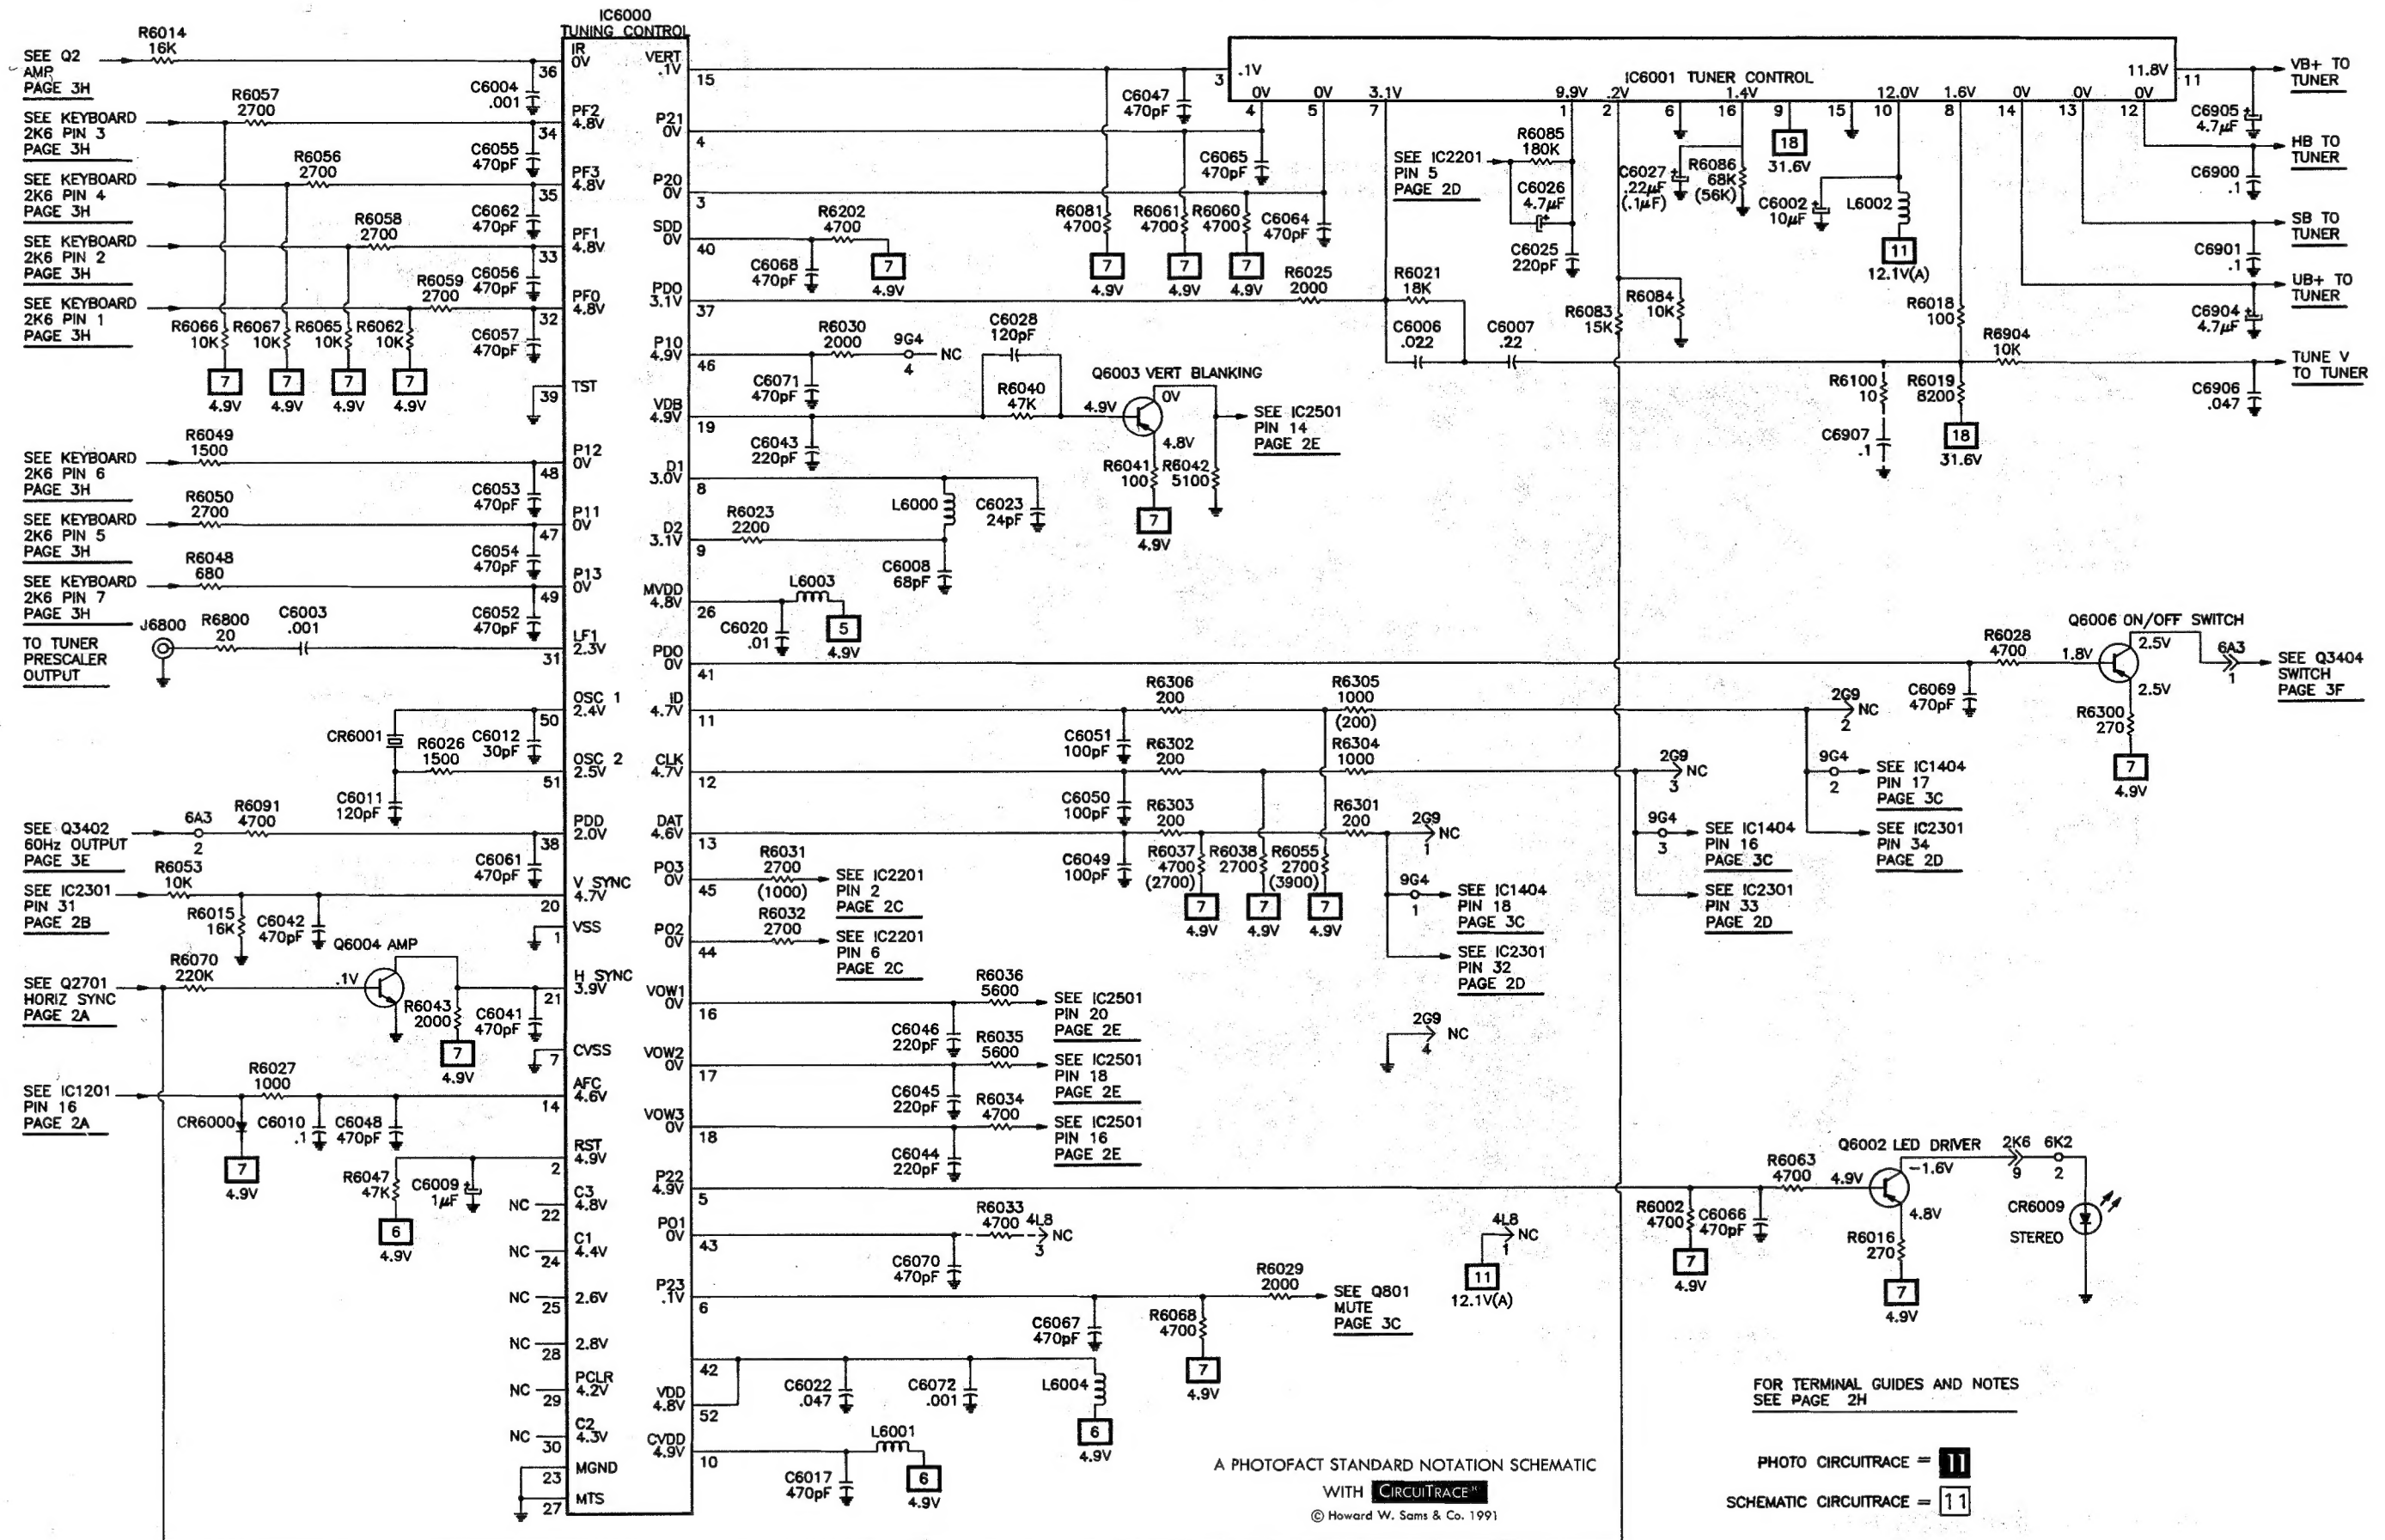 IC6000
TUNING CONTROL
R6014
16K
SEE Q2
AMP
PAGE 3H
IR
0V
36
C6004
.001
R6057
2700
SEE KEYBOARD
2K6 PIN 3
PAGE 3H
PF2
4.8V
34
C6055
470pF
R6056
2700
SEE KEYBOARD
2K6 PIN 4
PAGE 3H
PF3
4.8V
35
C6062
470pF
R6058
2700
SEE KEYBOARD
2K6 PIN 2
PAGE 3H
PF1
4.8V
33
C6056
470pF
R6059
2700
SEE KEYBOARD
2K6 PIN 1
PAGE 3H
PF0
4.8V
32
C6057
470pF
R6066
10K
R6067
10K
R6065
10K
R6062
10K
7
4.9V
7
4.9V
7
4.9V
7
4.9V
39
TST
R6049
1500
SEE KEYBOARD
2K6 PIN 6
PAGE 3H
P12
0V
48
C6053
470pF
R6050
2700
SEE KEYBOARD
2K6 PIN 5
PAGE 3H
P11
0V
47
C6054
470pF
R6048
680
SEE KEYBOARD
2K6 PIN 7
PAGE 3H
P13
0V
49
C6052
470pF
J6800
R6800
20
C6003
.001
TO TUNER
PRESCALER
OUTPUT
LF1
2.3V
31
OSC 1
2.4V
50
CR6001
R6026
1500
C6012
30pF
OSC 2
2.5V
51
C6011
120pF
SEE Q3402
60Hz OUTPUT
PAGE 3E
6A3
2
R6091
4700
PDD
2.0V
38
C6061
470pF
R6053
10K
SEE IC2301
PIN 31
PAGE 2B
V SYNC
4.7V
20
R6015
16K
C6042
470pF
VSS
1
Q6004 AMP
R6070
220K
.1V
SEE Q2701
HORIZ SYNC
PAGE 2A
H SYNC
3.9V
21
R6043
2000
C6041
470pF
7
4.9V
CVSS
7
R6027
1000
SEE IC1201
PIN 16
PAGE 2A
AFC
4.6V
14
CR6000
C6010
.1
C6048
470pF
7
4.9V
RST
4.9V
2
R6047
47K
C6009
1µF
6
4.9V
NC
22
C3
4.8V
NC
24
C1
4.4V
NC
25
2.6V
NC
28
2.8V
NC
29
PCLR
4.2V
NC
30
C2
4.3V
23
MGND
27
MTS
VERT
.1V
15
P21
0V
4
P20
0V
3
C6047
470pF
C6065
470pF
C6064
470pF
R6081
4700
R6061
4700
R6060
4700
7
4.9V
7
4.9V
7
4.9V
SDD
0V
40
R6202
4700
C6068
470pF
7
4.9V
PD0
3.1V
37
R6025
2000
P10
4.9V
46
R6030
2000
9G4
4
NC
C6071
470pF
C6028
120pF
R6040
47K
VDB
4.9V
19
C6043
220pF
Q6003 VERT BLANKING
4.9V
0V
4.8V
SEE IC2501
PIN 14
PAGE 2E
R6041
100
R6042
5100
7
4.9V
D1
3.0V
8
L6000
C6023
24pF
R6023
2200
D2
3.1V
9
C6008
68pF
MVDD
4.8V
26
L6003
C6020
.01
5
4.9V
PD0
0V
41
ID
4.7V
11
R6306
200
R6305
1000
(200)
2G9
2
NC
C6051
100pF
CLK
4.7V
12
R6302
200
R6304
1000
2G9
3
NC
C6050
100pF
DAT
4.6V
13
R6303
200
R6301
200
2G9
1
NC
C6049
100pF
R6037
4700
(2700)
R6038
2700
R6055
2700
(3900)
7
4.9V
7
4.9V
7
4.9V
9G4
1
SEE IC1404
PIN 18
PAGE 3C
SEE IC2301
PIN 32
PAGE 2D
9G4
3
SEE IC1404
PIN 16
PAGE 3C
SEE IC2301
PIN 33
PAGE 2D
9G4
2
SEE IC1404
PIN 17
PAGE 3C
SEE IC2301
PIN 34
PAGE 2D
2G9
4
NC
PO3
0V
45
R6031
2700
(1000)
SEE IC2201
PIN 2
PAGE 2C
PO2
0V
44
R6032
2700
SEE IC2201
PIN 6
PAGE 2C
VOW1
0V
16
R6036
5600
C6046
220pF
SEE IC2501
PIN 20
PAGE 2E
VOW2
0V
17
R6035
5600
C6045
220pF
SEE IC2501
PIN 18
PAGE 2E
VOW3
0V
18
R6034
4700
C6044
220pF
SEE IC2501
PIN 16
PAGE 2E
P22
4.9V
5
PO1
0V
43
R6033
4700
4L8
3
NC
C6070
470pF
4L8
1
NC
11
12.1V(A)
P23
.1V
6
R6029
2000
SEE Q801
MUTE
PAGE 3C
C6067
470pF
R6068
4700
7
4.9V
42
VDD
4.8V
52
C6022
.047
C6072
.001
L6004
6
4.9V
CVDD
4.9V
10
L6001
C6017
470pF
6
4.9V
IC6001 TUNER CONTROL
3
.1V
0V
4
0V
5
3.1V
7
9.9V
1
.2V
2
6
1.4V
16
9
15
12.0V
10
1.6V
8
0V
14
0V
13
0V
12
11.8V
11
R6085
180K
SEE IC2201
PIN 5
PAGE 2D
C6026
4.7µF
C6025
220pF
C6027
.22µF
(.1µF)
R6086
68K
(56K)
18
31.6V
C6002
10µF
L6002
11
12.1V(A)
R6021
18K
C6006
.022
C6007
.22
R6083
15K
R6084
10K
R6018
100
R6904
10K
R6100
10
R6019
8200
C6907
.1
18
31.6V
VB+ TO
TUNER
C6905
4.7µF
HB TO
TUNER
C6900
.1
SB TO
TUNER
C6901
.1
UB+ TO
TUNER
C6904
4.7µF
TUNE V
TO TUNER
C6906
.047
Q6006 ON/OFF SWITCH
R6028
4700
1.8V
2.5V
2.5V
6A3
1
SEE Q3404
SWITCH
PAGE 3F
C6069
470pF
R6300
270
7
4.9V
Q6002 LED DRIVER
2K6
9
6K2
2
R6063
4700
4.9V
-1.6V
4.8V
R6002
4700
C6066
470pF
7
4.9V
R6016
270
7
4.9V
CR6009
STEREO
FOR TERMINAL GUIDES AND NOTES
SEE PAGE 2H
A PHOTOFACT STANDARD NOTATION SCHEMATIC
WITH CIRCUITRACE
© Howard W. Sams & Co. 1991
PHOTO CIRCUITRACE = 11
SCHEMATIC CIRCUITRACE = 11